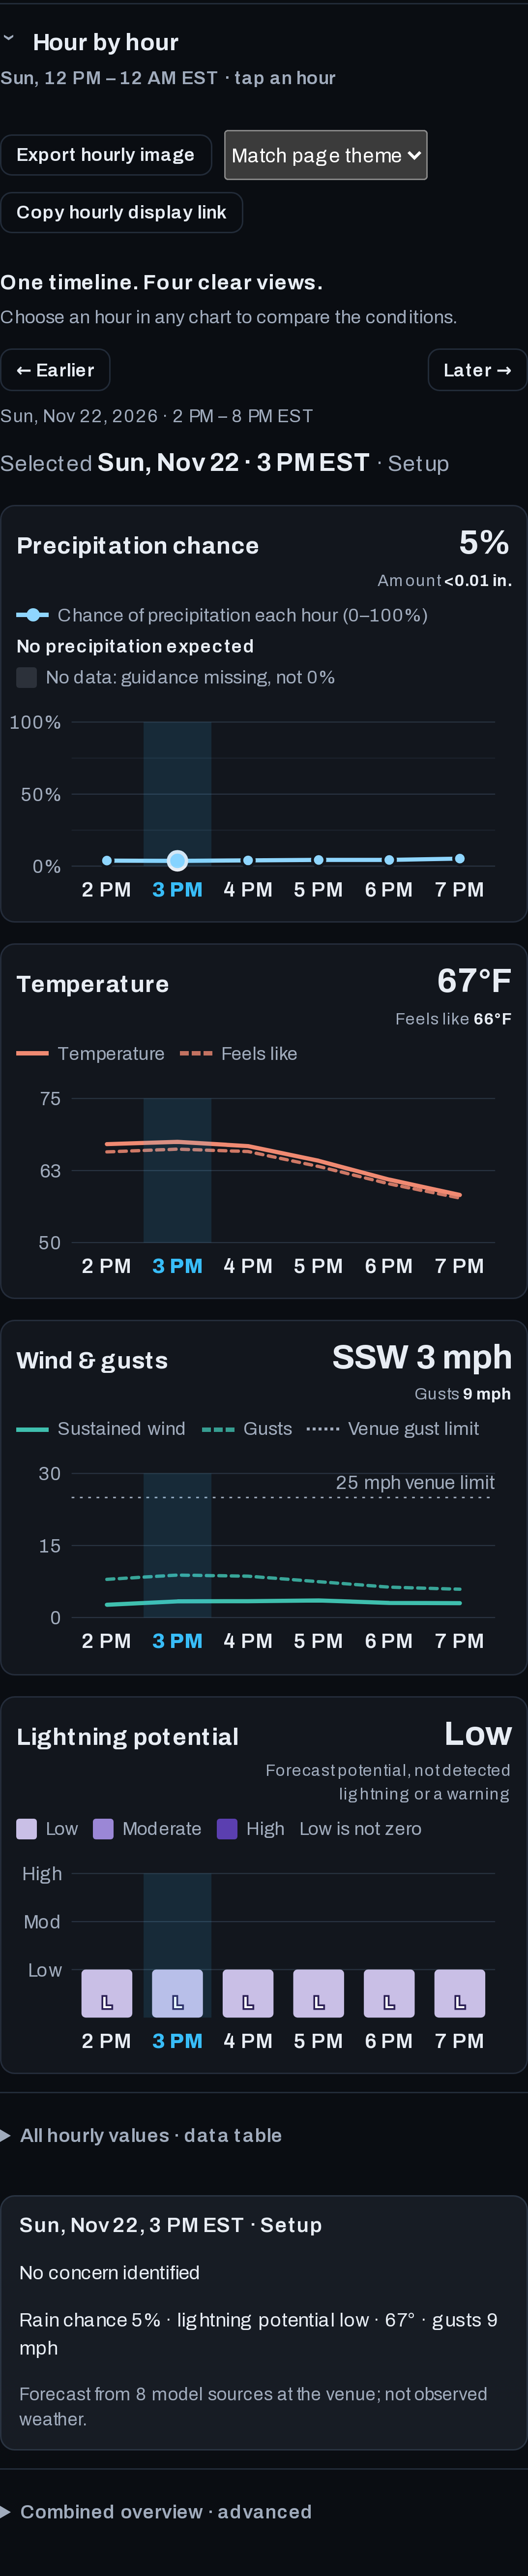 Hour by hour
Sun, 12 PM – 12 AM EST · tap an hour
Export hourly image
Match page theme
Copy hourly display link
One timeline. Four clear views.
Choose an hour in any chart to compare the conditions.
← Earlier
Later →
Sun, Nov 22, 2026 · 2 PM – 8 PM EST
Selected Sun, Nov 22 · 3 PM EST · Setup
Precipitation chance
5%
Amount <0.01 in.
Chance of precipitation each hour (0–100%)
No precipitation expected
No data: guidance missing, not 0%
100%
50%
0%
2 PM 3 PM 4 PM 5 PM 6 PM 7 PM
Temperature
67°F
Feels like 66°F
Temperature Feels like
75
63
50
2 PM 3 PM 4 PM 5 PM 6 PM 7 PM
Wind & gusts
SSW 3 mph
Gusts 9 mph
Sustained wind Gusts Venue gust limit
30
25 mph venue limit
15
0
2 PM 3 PM 4 PM 5 PM 6 PM 7 PM
Lightning potential
Low
Forecast potential, not detected
lightning or a warning
Low Moderate High Low is not zero
High
Mod
Low
L L L L L L
2 PM 3 PM 4 PM 5 PM 6 PM 7 PM
All hourly values · data table
Sun, Nov 22, 3 PM EST · Setup
No concern identified
Rain chance 5% · lightning potential low · 67° · gusts 9
mph
Forecast from 8 model sources at the venue; not observed
weather.
Combined overview · advanced